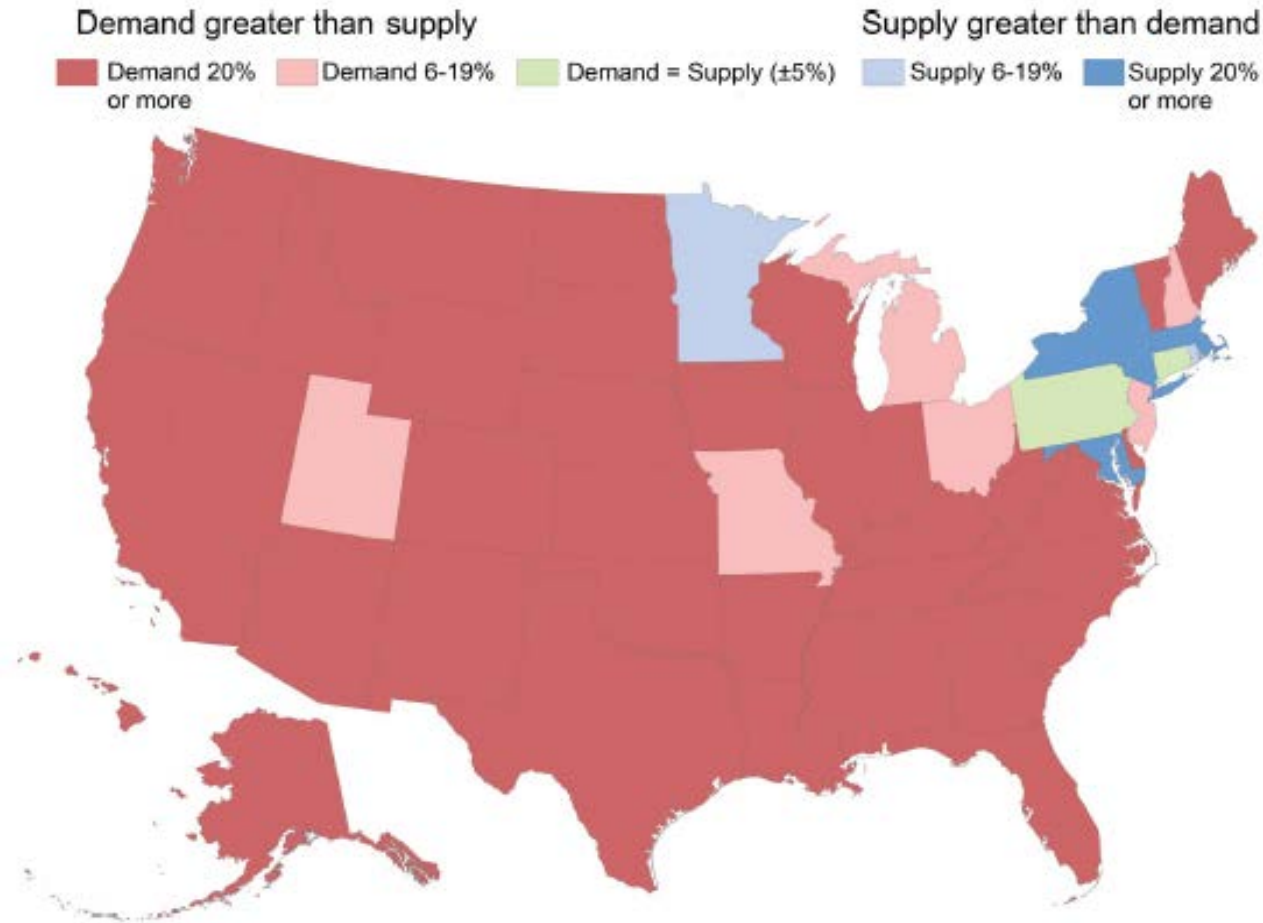 Demand greater than supply
Supply greater than demand
Demand 20%
or more
Demand 6-19%
Demand = Supply (±5%)
Supply 6-19%
Supply 20%
or more